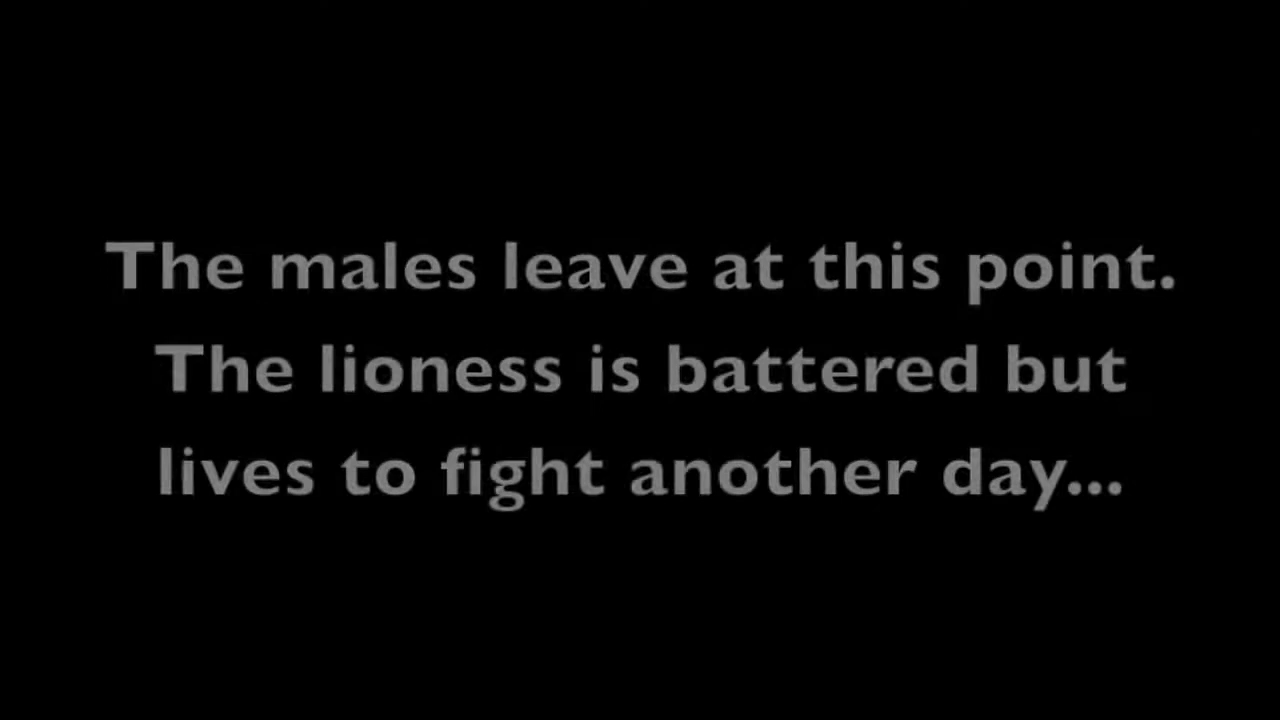 The males leave at this point.
The lioness is battered but
lives to fight another day...